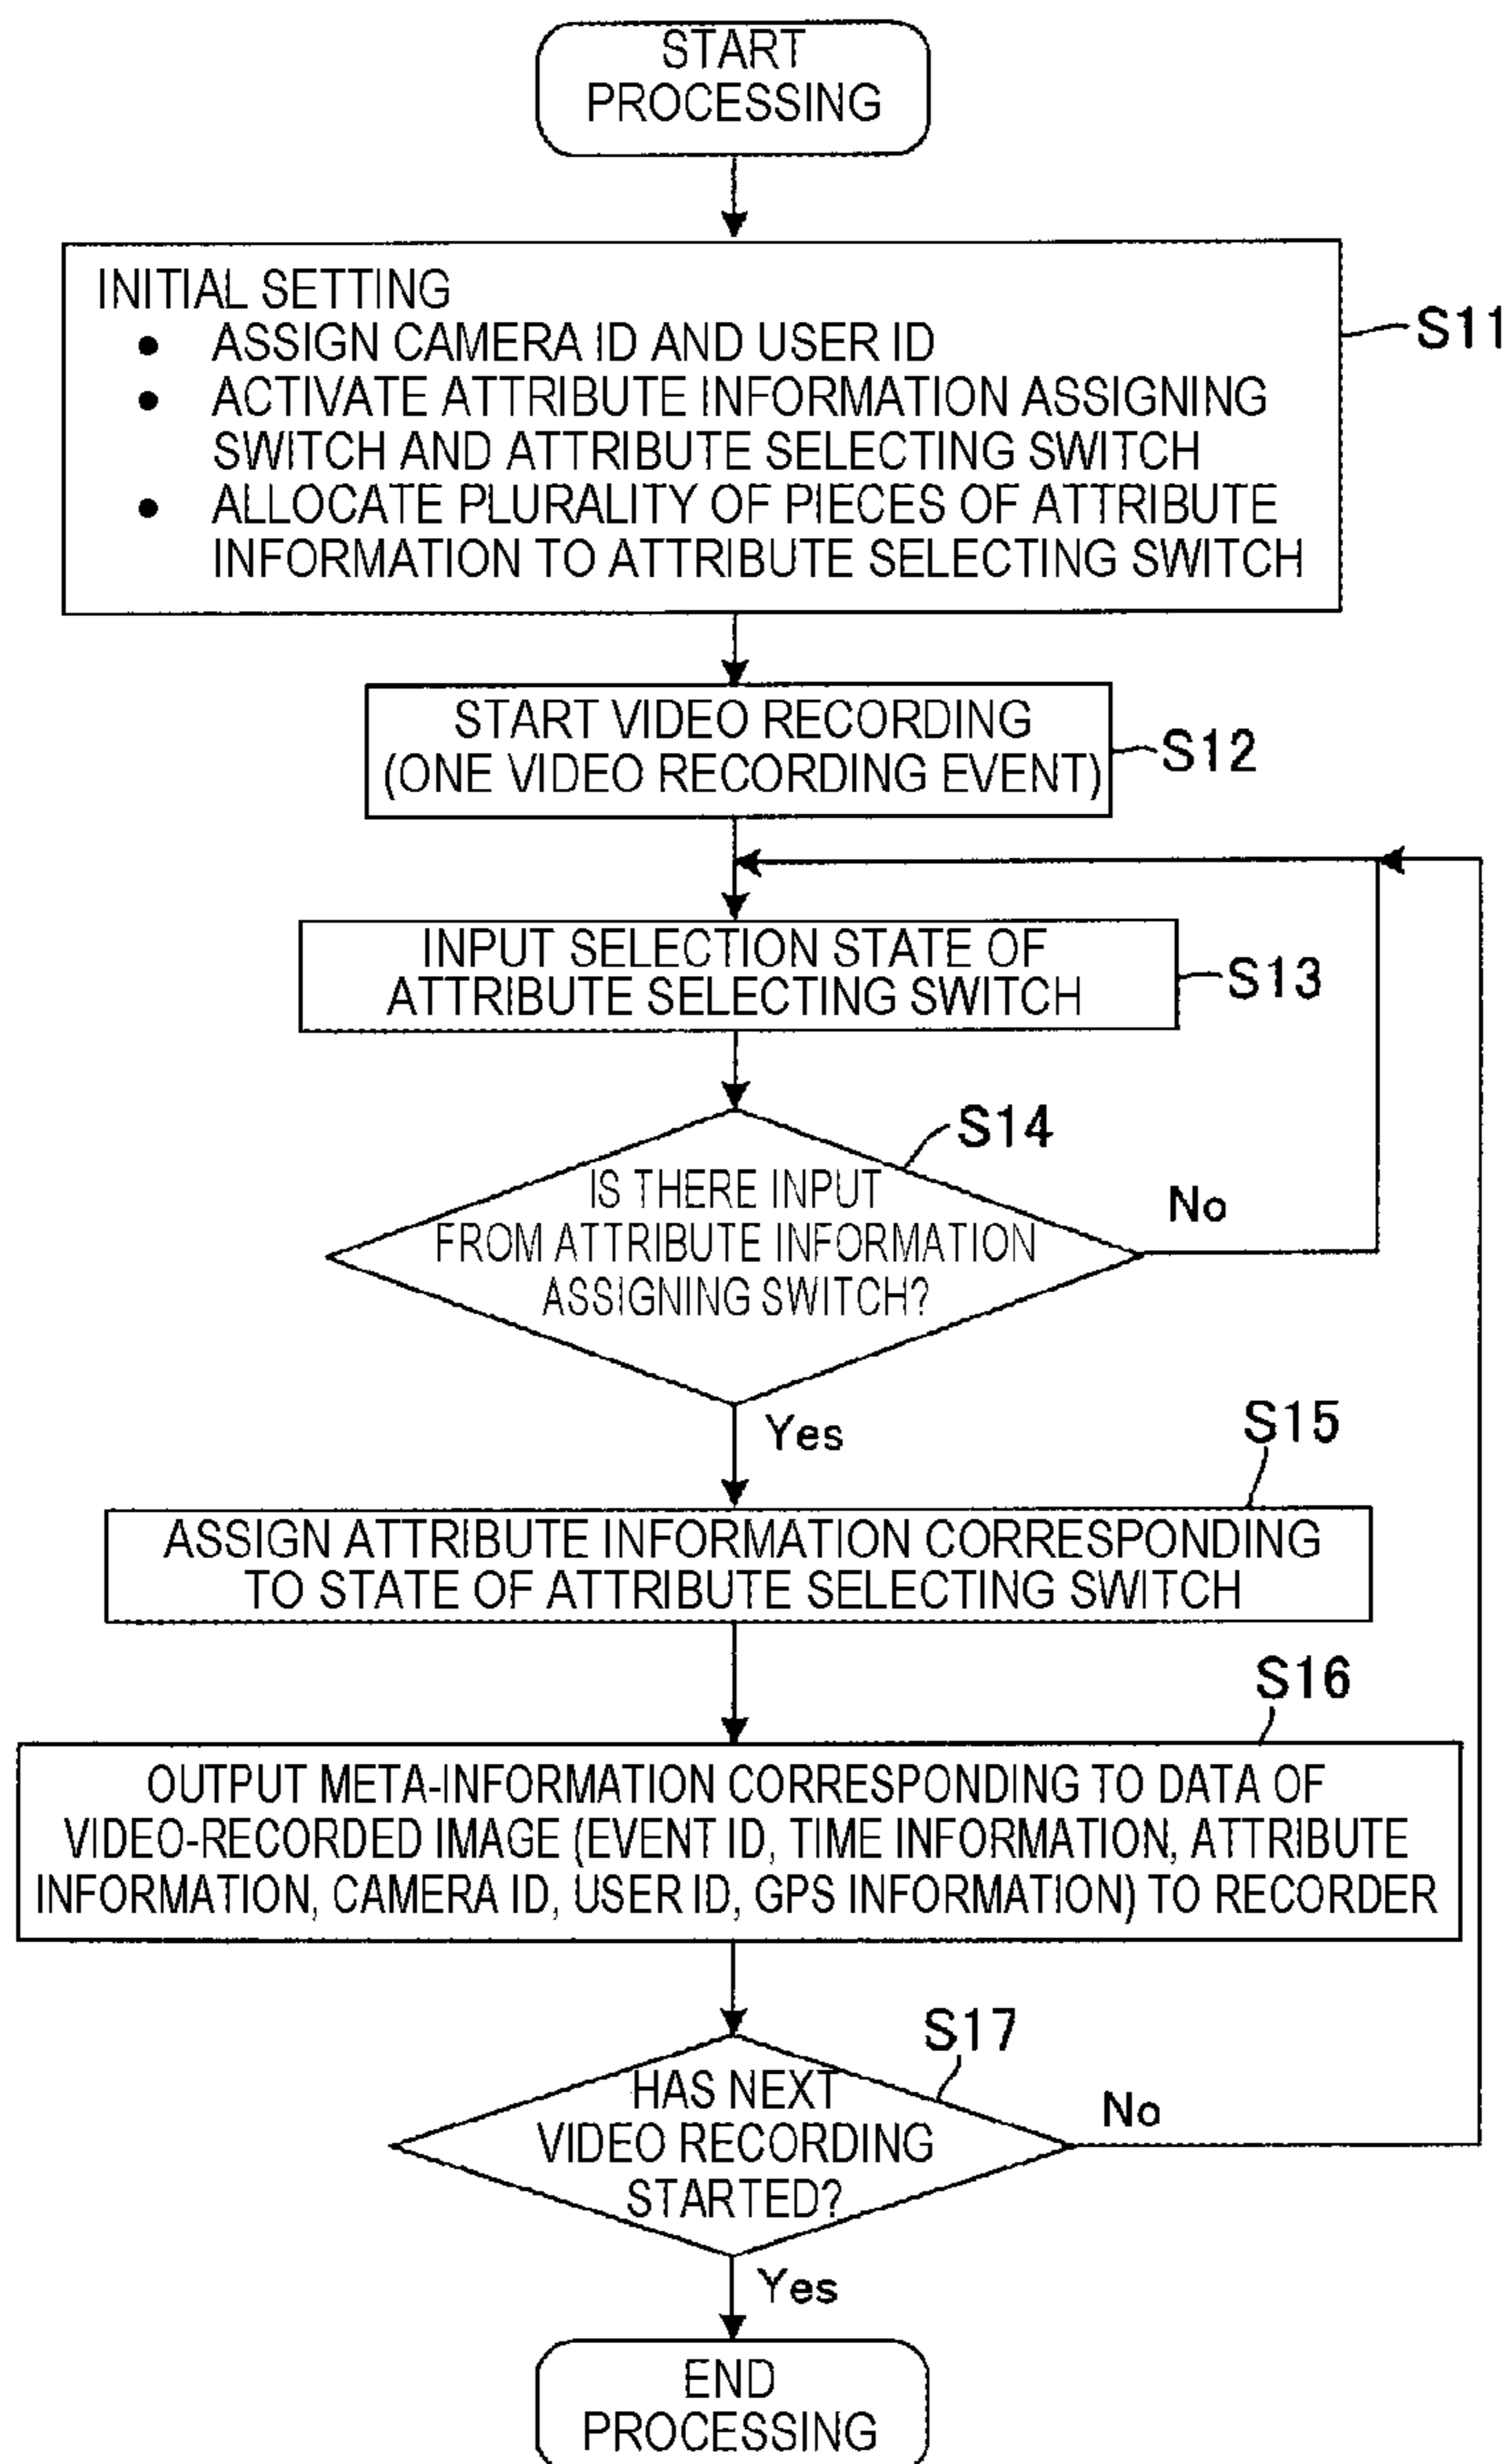 START
PROCESSING
INITIAL SETTING
● ASSIGN CAMERA ID AND USER ID
● ACTIVATE ATTRIBUTE INFORMATION ASSIGNING
SWITCH AND ATTRIBUTE SELECTING SWITCH
● ALLOCATE PLURALITY OF PIECES OF ATTRIBUTE
INFORMATION TO ATTRIBUTE SELECTING SWITCH
S11
START VIDEO RECORDING
(ONE VIDEO RECORDING EVENT)
S12
INPUT SELECTION STATE OF
ATTRIBUTE SELECTING SWITCH
S13
S14
IS THERE INPUT
FROM ATTRIBUTE INFORMATION
ASSIGNING SWITCH?
No
Yes
S15
ASSIGN ATTRIBUTE INFORMATION CORRESPONDING
TO STATE OF ATTRIBUTE SELECTING SWITCH
S16
OUTPUT META-INFORMATION CORRESPONDING TO DATA OF
VIDEO-RECORDED IMAGE (EVENT ID, TIME INFORMATION, ATTRIBUTE
INFORMATION, CAMERA ID, USER ID, GPS INFORMATION) TO RECORDER
S17
HAS NEXT
VIDEO RECORDING
STARTED?
No
Yes
END
PROCESSING